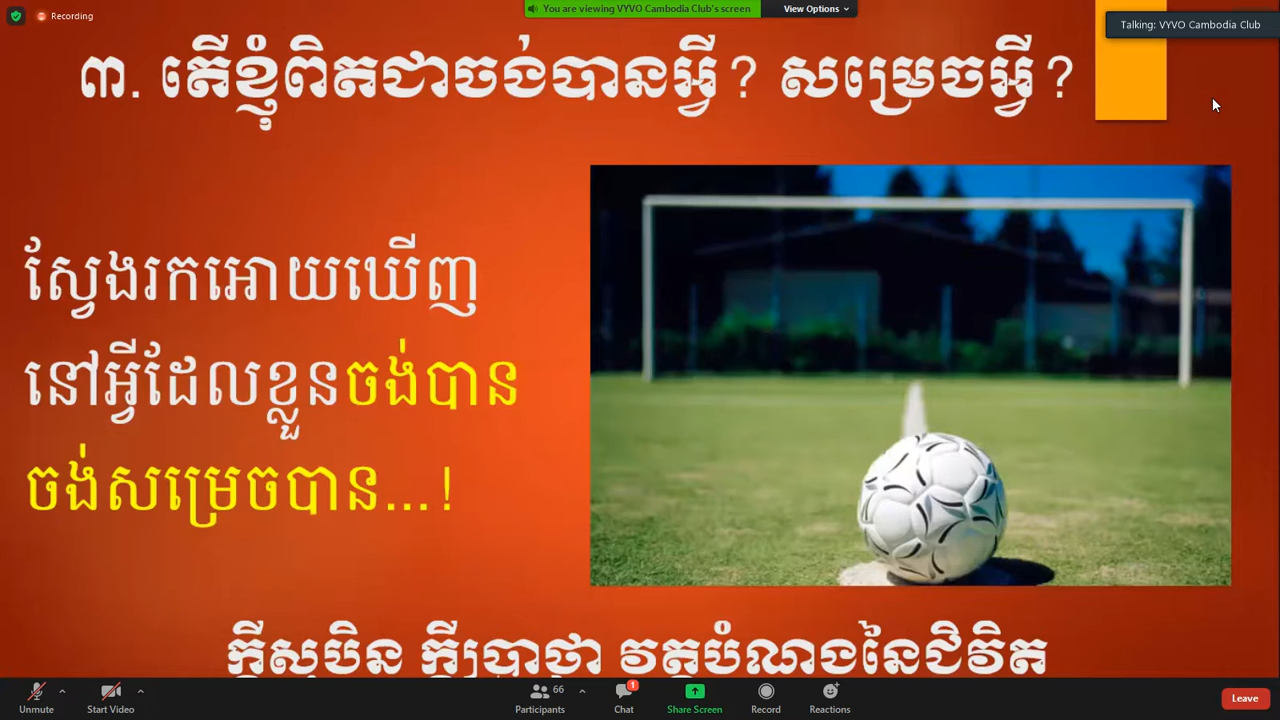 You are viewing VYVO Cambodia Club's screen
View Options
Recording
Talking: VYVO Cambodia Club
៣. តើខ្ញុំពិតជាចង់បានអ្វី? សម្រេចអ្វី?
ស្វែងរកអោយឃើញ
នៅអ្វីដែលខ្លួនចង់បាន
ចង់សម្រេចបាន...!
ក្ដីសុបិន ក្ដីប្រាថ្នា វត្ថុបំណងនៃជិវិត
Unmute
Start Video
66
Participants
1
Chat
Share Screen
Record
Reactions
Leave